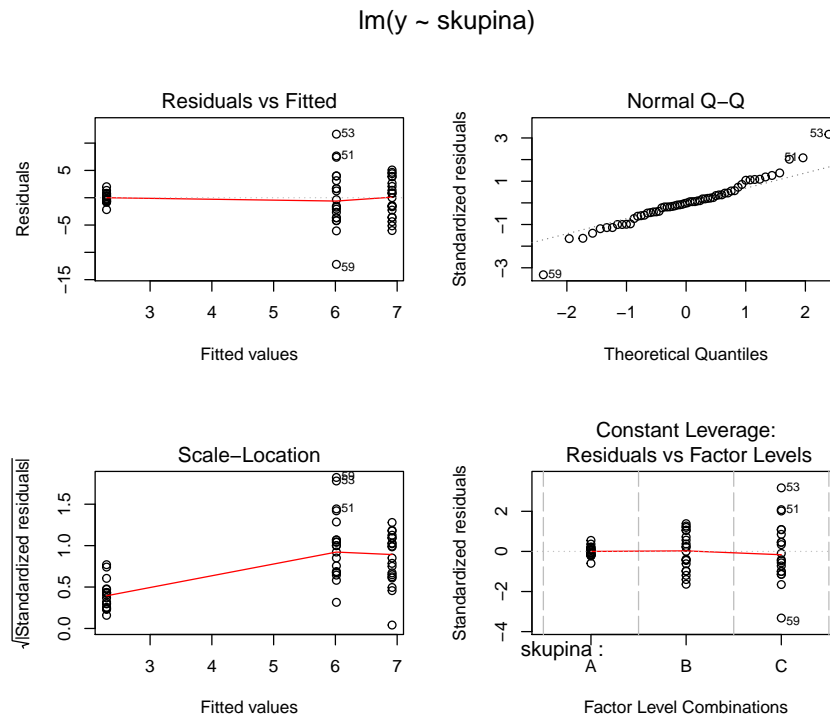 lm(y ~ skupina)
Residuals vs Fitted
Residuals
5
−5
−15
53
51
59
3 4 5 6 7
Fitted values
Normal Q−Q
Standardized residuals
3
1
−1
−3
53
51
59
−2 −1 0 1 2
Theoretical Quantiles
Scale−Location
√|Standardized residuals|
1.5
1.0
0.5
0.0
59
53
51
3 4 5 6 7
Fitted values
Constant Leverage:
Residuals vs Factor Levels
Standardized residuals
2
0
−2
−4
53
51
59
skupina :
A B C
Factor Level Combinations